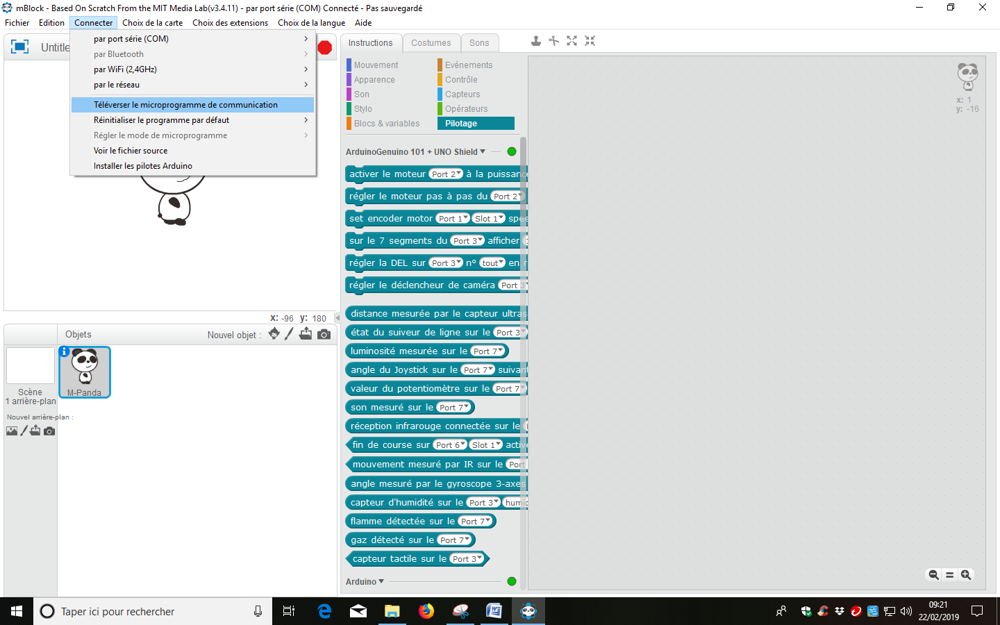 mBlock - Based On Scratch From the MIT Media Lab(v3.4.11) - par port série (COM) Connecté - Pas sauvegardé
Fichier Edition Connecter Choix de la carte Choix des extensions Choix de la langue Aide
par port série (COM)
par Bluetooth
par WiFi (2,4GHz)
par le réseau
Téléverser le microprogramme de communication
Réinitialiser le programme par défaut
Régler le mode de microprogramme
Voir le fichier source
Installer les pilotes Arduino
Untitle
x: -96 y: 180
Objets
Nouvel objet :
Scène
1 arrière-plan
Nouvel arrière-plan :
M-Panda
Instructions Costumes Sons
Mouvement Evénements
Apparence Contrôle
Son Capteurs
Stylo Opérateurs
Blocs & variables Pilotage
ArduinoGenuino 101 + UNO Shield
activer le moteur Port 2 à la puissan
régler le moteur pas à pas du Port 2
set encoder motor Port 1 Slot 1 spe
sur le 7 segments du Port 3 afficher
régler la DEL sur Port 3 n° tout en
régler le déclencheur de caméra Port 3
distance mesurée par le capteur ultras
état du suiveur de ligne sur le Port 3
luminosité mesurée sur le Port 7
angle du Joystick sur le Port 7 suivan
valeur du potentiomètre sur le Port 7
son mesuré sur le Port 7
réception infrarouge connectée sur le
fin de course sur Port 6 Slot 1 activ
mouvement mesuré par IR sur le Port
angle mesuré par le gyroscope 3-axes
capteur d'humidité sur le Port 3 humi
flamme détectée sur le Port 7
gaz détecté sur le Port 7
capteur tactile sur le Port 3
Arduino
x: 1
y: -16
Taper ici pour rechercher
09:21
22/02/2019